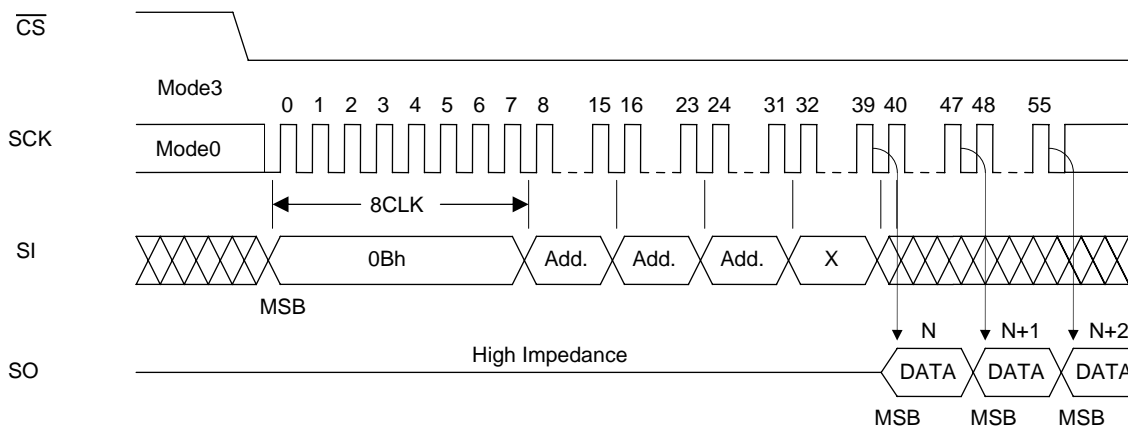 CS
Mode3
0 1 2 3 4 5 6 7 8 15 16 23 24 31 32 39 40 47 48 55
SCK
Mode0
8CLK
SI
0Bh Add. Add. Add. X
MSB
N N+1 N+2
High Impedance
SO
DATA DATA DATA
MSB MSB MSB